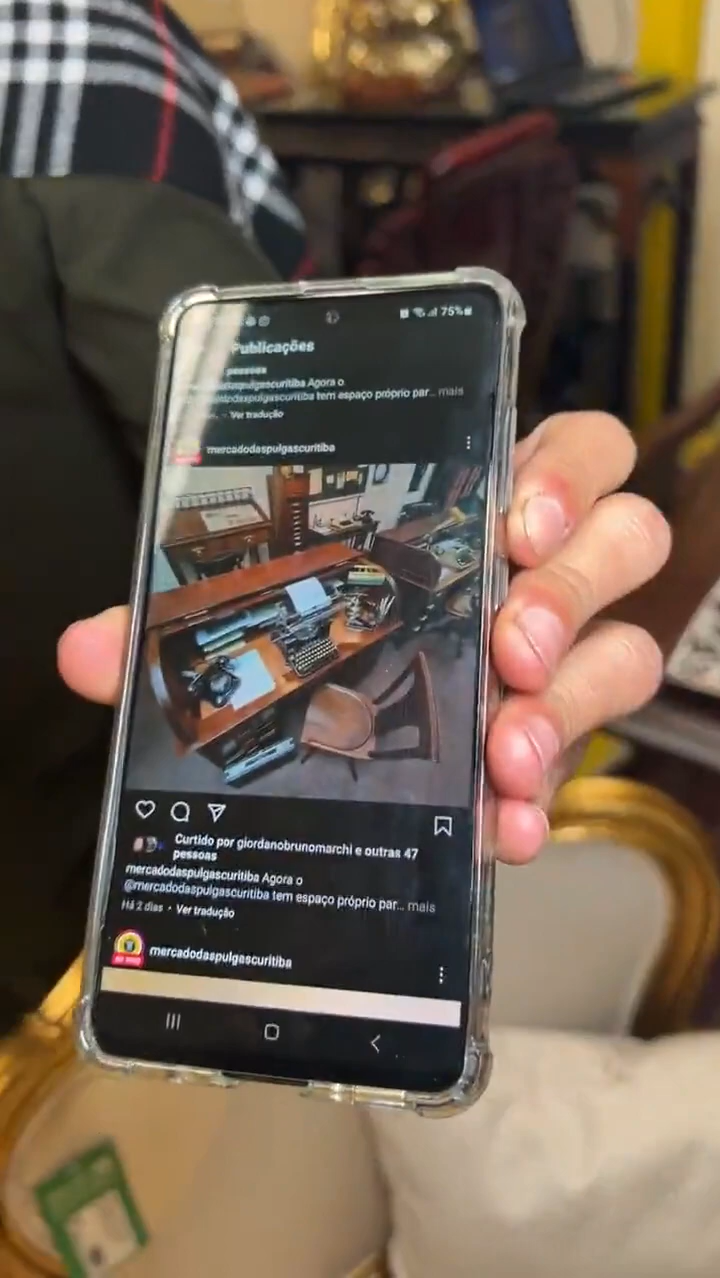 75%
Publicações
pessoas
mercadodaspulgascuritiba Agora o
tem espaço próprio par... mais
Ver tradução
mercadodaspulgascuritiba
Curtido por giordanobrunomarchi e outras 47
pessoas
mercadodaspulgascuritiba Agora o
@mercadodaspulgascuritiba tem espaço próprio par... mais
Há 2 dias • Ver tradução
mercadodaspulgascuritiba